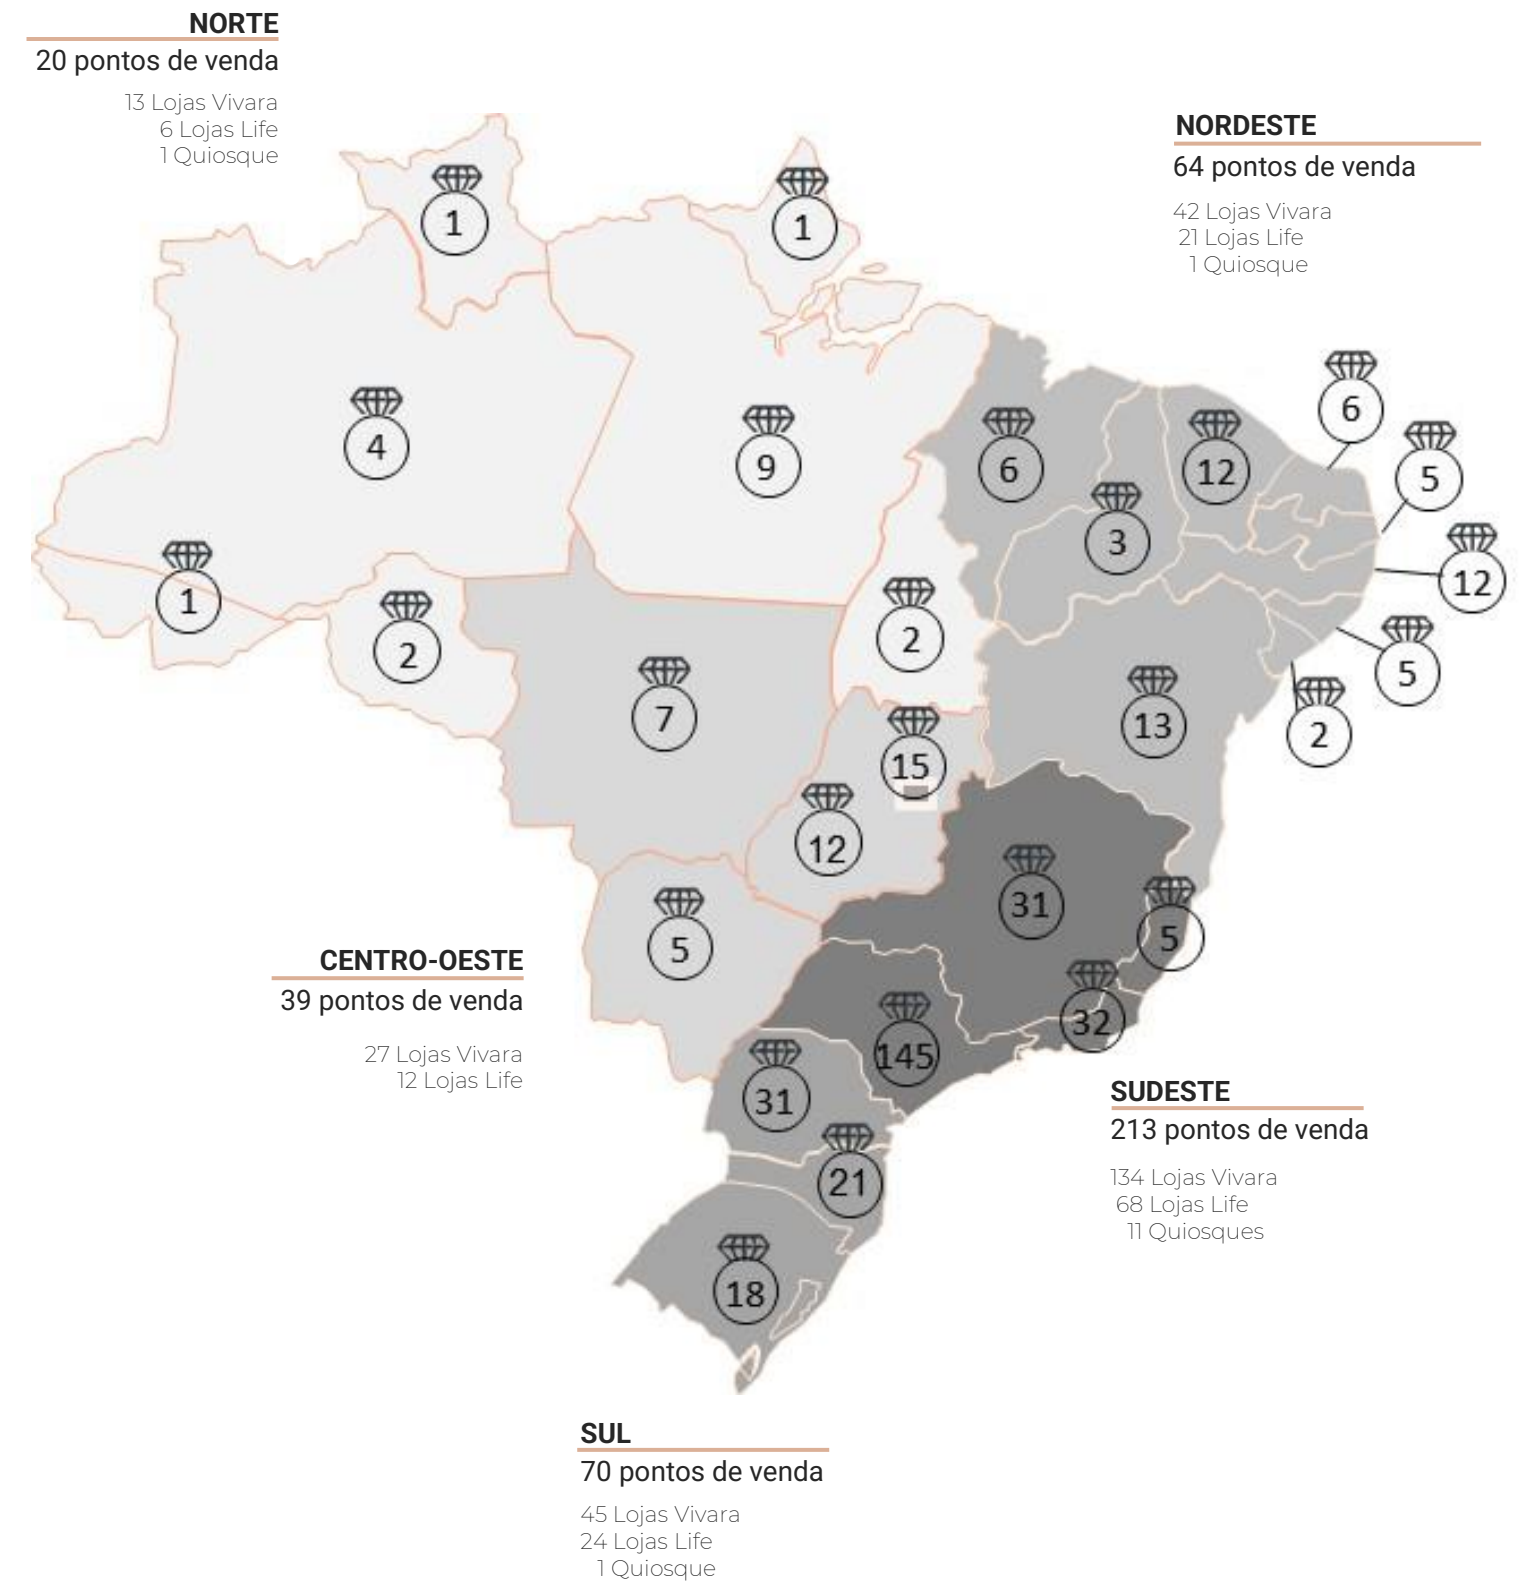 NORTE
20 pontos de venda
13 Lojas Vivara
6 Lojas Life
1 Quiosque
NORDESTE
64 pontos de venda
42 Lojas Vivara
21 Lojas Life
1 Quiosque
1
1
4
9
6
12
6
5
3
12
1
2
2
5
7
13
2
15
12
31
5
5
32
145
31
21
18
CENTRO-OESTE
39 pontos de venda
27 Lojas Vivara
12 Lojas Life
SUDESTE
213 pontos de venda
134 Lojas Vivara
68 Lojas Life
11 Quiosques
SUL
70 pontos de venda
45 Lojas Vivara
24 Lojas Life
1 Quiosque